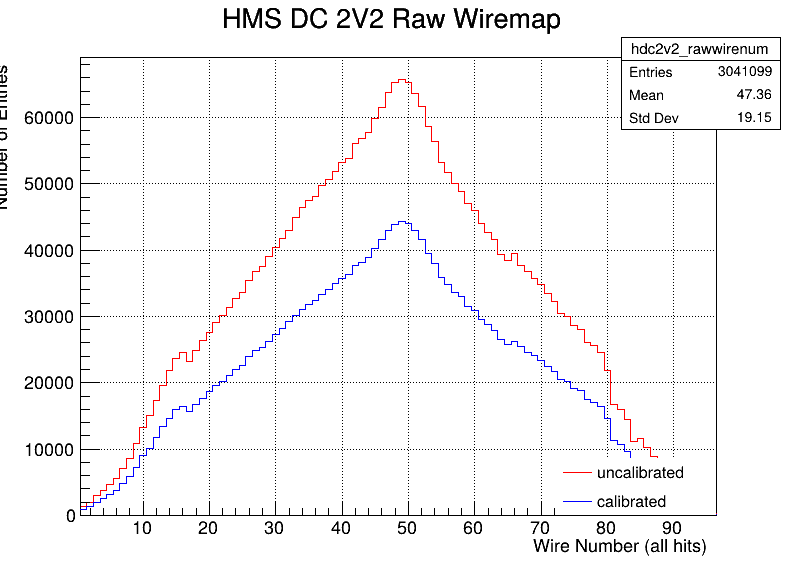 HMS DC 2V2 Raw Wiremap
hdc2v2_rawwirenum
Entries 3041099
Mean 47.36
Std Dev 19.15
Number of Entries
60000
50000
40000
30000
20000
10000
0
uncalibrated
calibrated
10 20 30 40 50 60 70 80 90
Wire Number (all hits)